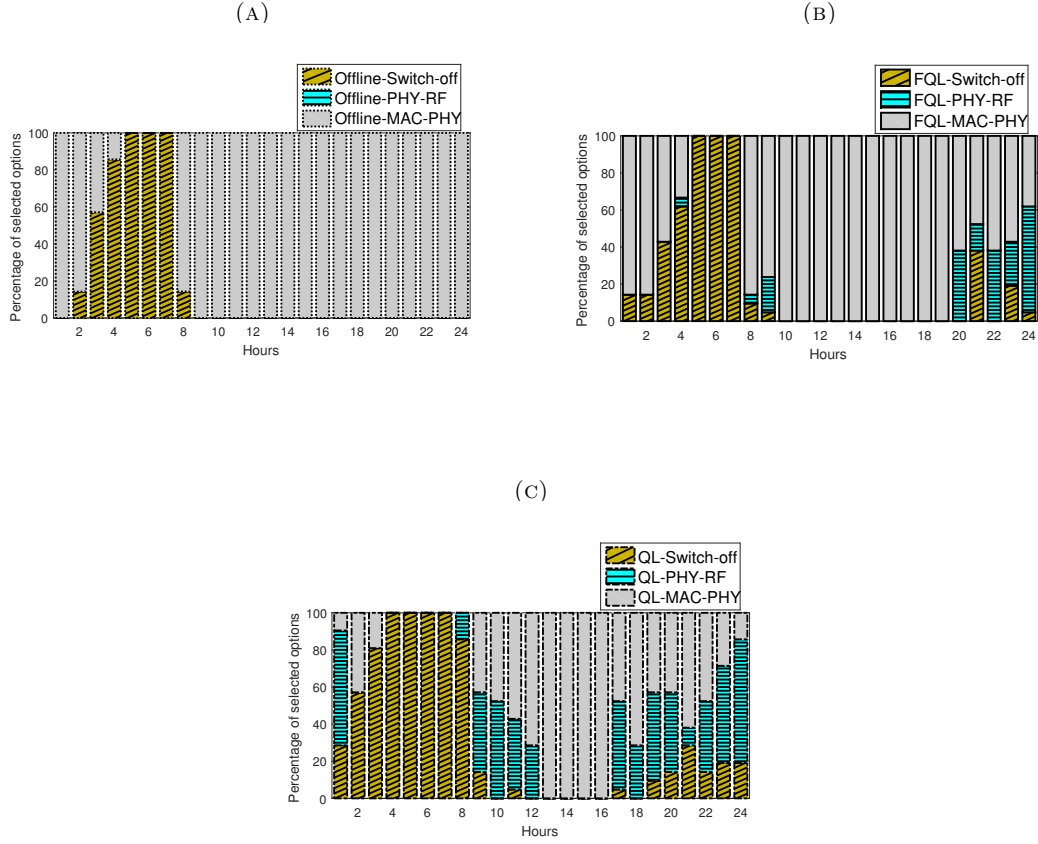 (A)
Offline-Switch-off
Offline-PHY-RF
Offline-MAC-PHY
Percentage of selected options
100
80
60
40
20
0
2 4 6 8 10 12 14 16 18 20 22 24
Hours
(B)
FQL-Switch-off
FQL-PHY-RF
FQL-MAC-PHY
Percentage of selected options
100
80
60
40
20
0
2 4 6 8 10 12 14 16 18 20 22 24
Hours
(C)
QL-Switch-off
QL-PHY-RF
QL-MAC-PHY
Percentage of selected options
100
80
60
40
20
0
2 4 6 8 10 12 14 16 18 20 22 24
Hours